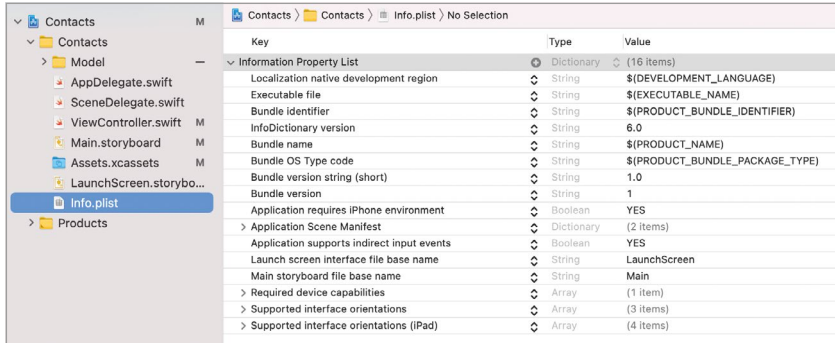 Contacts M
Contacts
Model –
AppDelegate.swift
SceneDelegate.swift
ViewController.swift M
Main.storyboard M
Assets.xcassets M
LaunchScreen.storybo...
Info.plist
Products
Contacts 〉 Contacts 〉 Info.plist 〉 No Selection
Key Type Value
Information Property List Dictionary (16 items)
Localization native development region String $(DEVELOPMENT_LANGUAGE)
Executable file String $(EXECUTABLE_NAME)
Bundle identifier String $(PRODUCT_BUNDLE_IDENTIFIER)
InfoDictionary version String 6.0
Bundle name String $(PRODUCT_NAME)
Bundle OS Type code String $(PRODUCT_BUNDLE_PACKAGE_TYPE)
Bundle version string (short) String 1.0
Bundle version String 1
Application requires iPhone environment Boolean YES
Application Scene Manifest Dictionary (2 items)
Application supports indirect input events Boolean YES
Launch screen interface file base name String LaunchScreen
Main storyboard file base name String Main
Required device capabilities Array (1 item)
Supported interface orientations Array (3 items)
Supported interface orientations (iPad) Array (4 items)